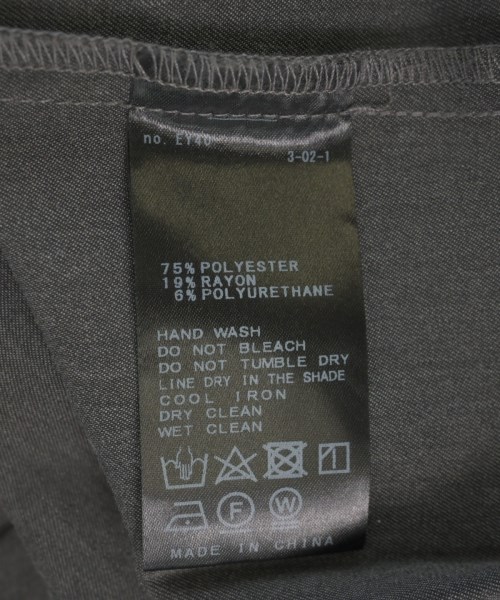 no. EY40
3-02-1
75% POLYESTER
19% RAYON
6% POLYURETHANE
HAND WASH
DO NOT BLEACH
DO NOT TUMBLE DRY
LINE DRY IN THE SHADE
COOL IRON
DRY CLEAN
WET CLEAN
F W
MADE IN CHINA